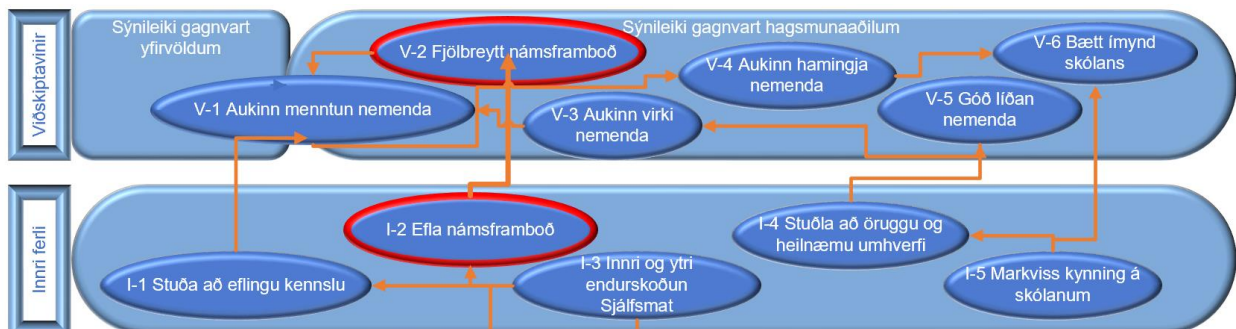 Viðskiptavinir
Sýnileiki gagnvart
yfirvöldum
Sýnileiki gagnvart hagsmunaaðilum
V-2 Fjölbreytt námsframboð
V-6 Bætt ímynd
skólans
V-4 Aukinn hamingja
nemenda
V-1 Aukinn menntun nemenda
V-5 Góð líðan
nemenda
V-3 Aukinn virki
nemenda
Innri ferli
I-2 Efla námsframboð
I-4 Stuðla að öruggu og
heilnæmu umhverfi
I-1 Stuða að eflingu kennslu
I-3 Innri og ytri
endurskoðun
Sjálfsmat
I-5 Markviss kynning á
skólanum